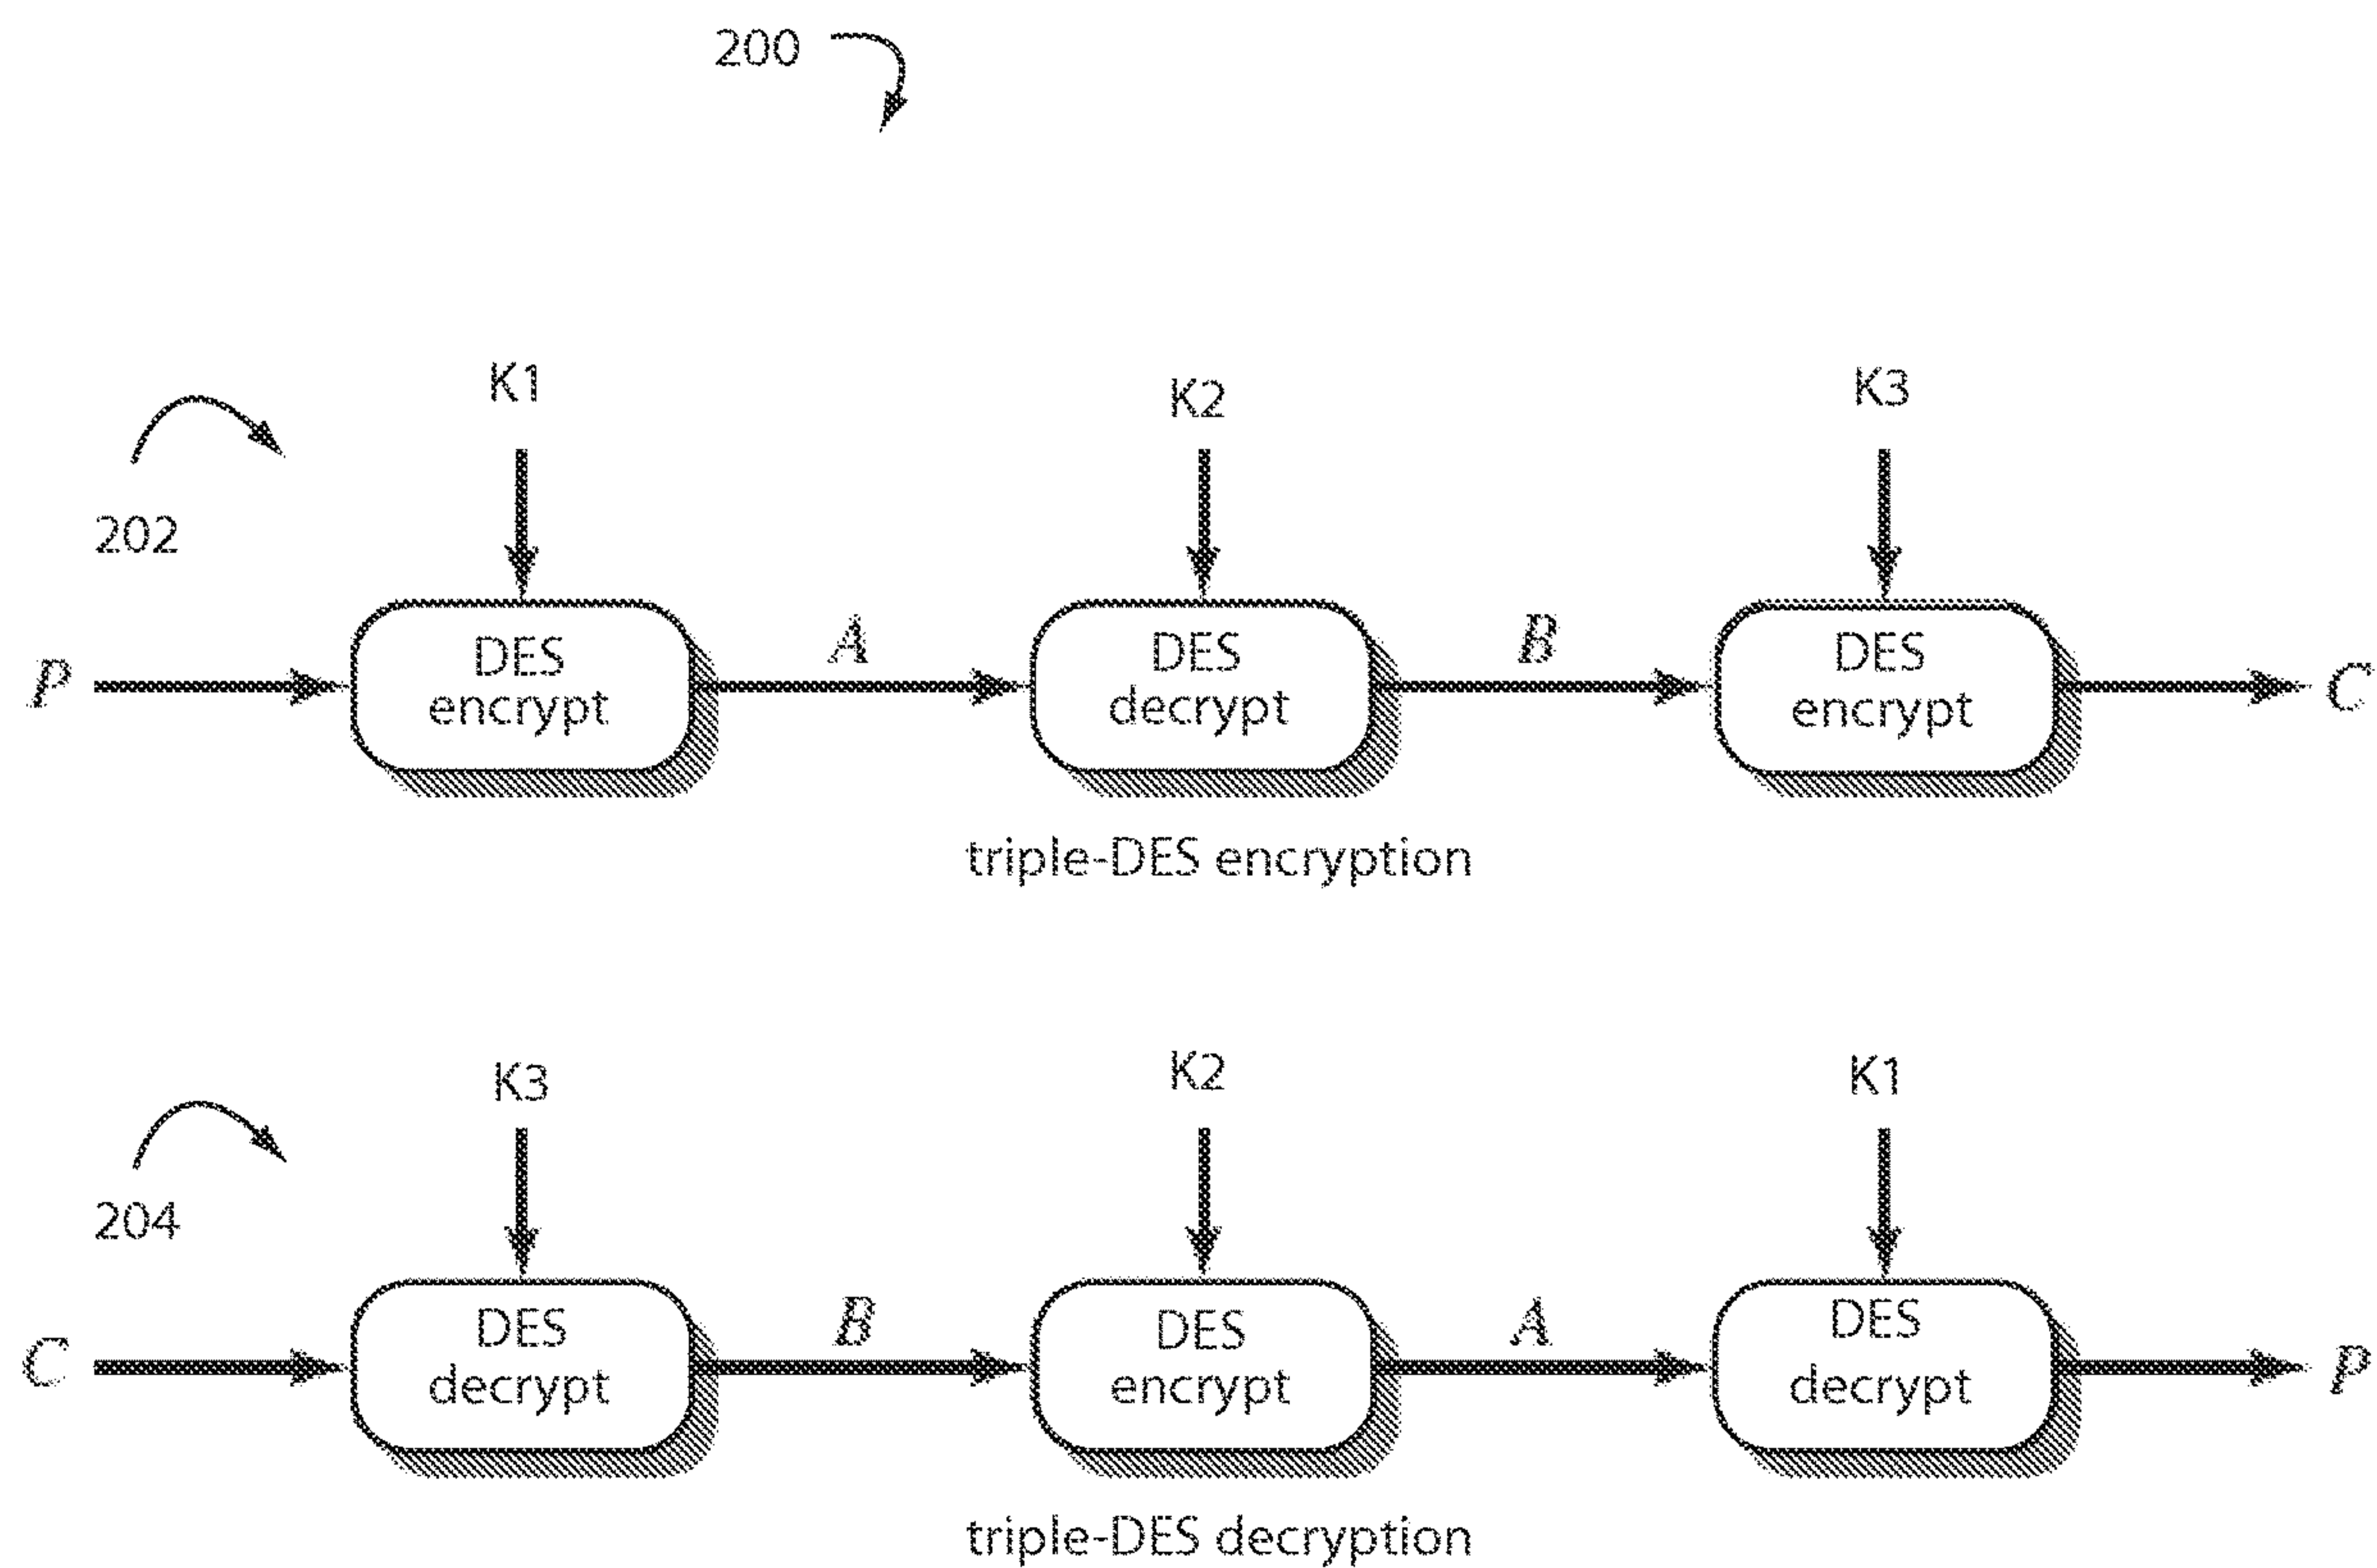 200
K1
K2
K3
202
P
DES
encrypt
A
DES
decrypt
B
DES
encrypt
C
triple-DES encryption
K3
K2
K1
204
C
DES
decrypt
B
DES
encrypt
A
DES
decrypt
P
triple-DES decryption